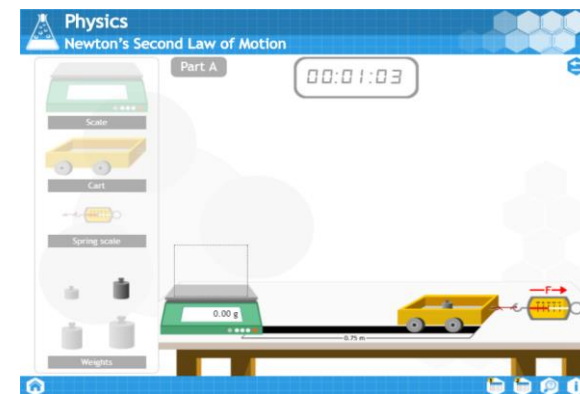 Physics
Newton's Second Law of Motion
Part A
00:01:03
Scale
Cart
Spring scale
Weights
0.00 g
F
0.75 m